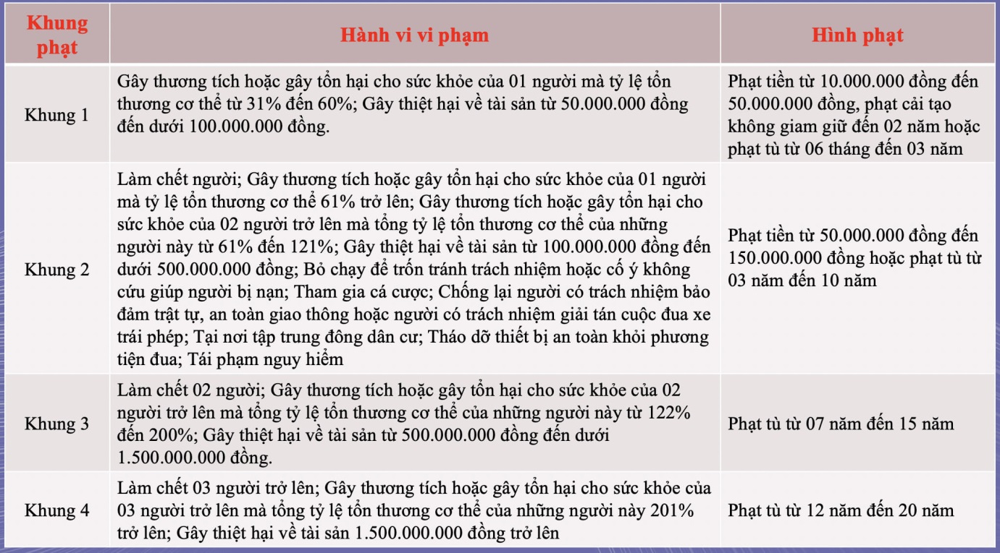 Khung
phạt
Hành vi vi phạm
Hình phạt
Khung 1
Gây thương tích hoặc gây tổn hại cho sức khỏe của 01 người mà tỷ lệ tổn
thương cơ thể từ 31% đến 60%; Gây thiệt hại về tài sản từ 50.000.000 đồng
đến dưới 100.000.000 đồng.
Phạt tiền từ 10.000.000 đồng đến
50.000.000 đồng, phạt cải tạo
không giam giữ đến 02 năm hoặc
phạt tù từ 06 tháng đến 03 năm
Khung 2
Làm chết người; Gây thương tích hoặc gây tổn hại cho sức khỏe của 01 người
mà tỷ lệ tổn thương cơ thể 61% trở lên; Gây thương tích hoặc gây tổn hại cho
sức khỏe của 02 người trở lên mà tổng tỷ lệ tổn thương cơ thể của những
người này từ 61% đến 121%; Gây thiệt hại về tài sản từ 100.000.000 đồng đến
dưới 500.000.000 đồng; Bỏ chạy để trốn tránh trách nhiệm hoặc cố ý không
cứu giúp người bị nạn; Tham gia cá cược; Chống lại người có trách nhiệm bảo
đảm trật tự, an toàn giao thông hoặc người có trách nhiệm giải tán cuộc đua xe
trái phép; Tại nơi tập trung đông dân cư; Tháo dỡ thiết bị an toàn khỏi phương
tiện đua; Tái phạm nguy hiểm
Phạt tiền từ 50.000.000 đồng đến
150.000.000 đồng hoặc phạt tù từ
03 năm đến 10 năm
Khung 3
Làm chết 02 người; Gây thương tích hoặc gây tổn hại cho sức khỏe của 02
người trở lên mà tổng tỷ lệ tổn thương cơ thể của những người này từ 122%
đến 200%; Gây thiệt hại về tài sản từ 500.000.000 đồng đến dưới
1.500.000.000 đồng.
Phạt tù từ 07 năm đến 15 năm
Khung 4
Làm chết 03 người trở lên; Gây thương tích hoặc gây tổn hại cho sức khỏe của
03 người trở lên mà tổng tỷ lệ tổn thương cơ thể của những người này 201%
trở lên; Gây thiệt hại về tài sản 1.500.000.000 đồng trở lên
Phạt tù từ 12 năm đến 20 năm